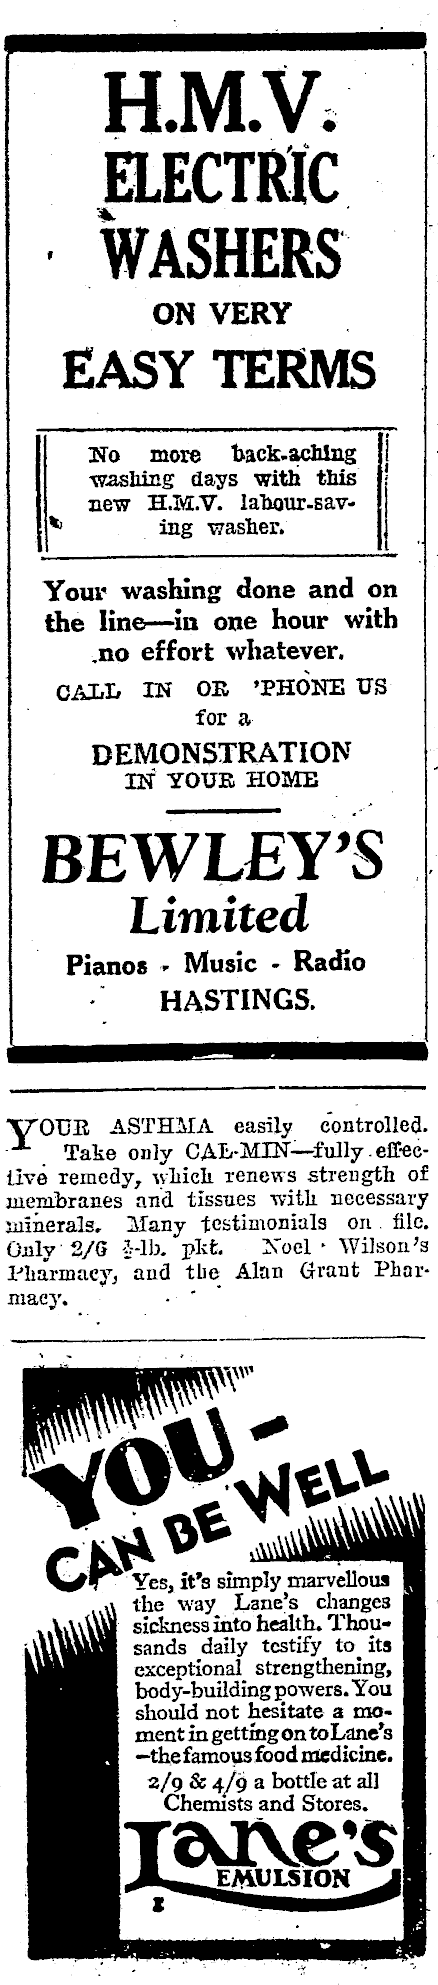 H.M.V.
ELECTRIC
WASHERS
ON VERY
EASY TERMS
No more back-aching
washing days with this
new H.M.V. labour-sav-
ing washer.
Your washing done and on
the line—in one hour with
no effort whatever.
CALL IN OR 'PHONE US
for a
DEMONSTRATION
IN YOUR HOME
BEWLEY'S
Limited
Pianos - Music - Radio
HASTINGS.
YOUR ASTHMA easily controlled.
Take only CAL-MIN—fully effec-
tive remedy, which renews strength of
membranes and tissues with necessary
minerals. Many testimonials on file.
Only 2/6 ½-lb. pkt. Noel Wilson's
Pharmacy, and the Alan Grant Phar-
macy.
YOU-
CAN BE WELL
Yes, it's simply marvellous
the way Lane's changes
sickness into health. Thou-
sands daily testify to its
exceptional strengthening,
body-building powers. You
should not hesitate a mo-
ment in getting on to Lane's
—the famous food medicine.
2/9 & 4/9 a bottle at all
Chemists and Stores.
Lane's
EMULSION
1